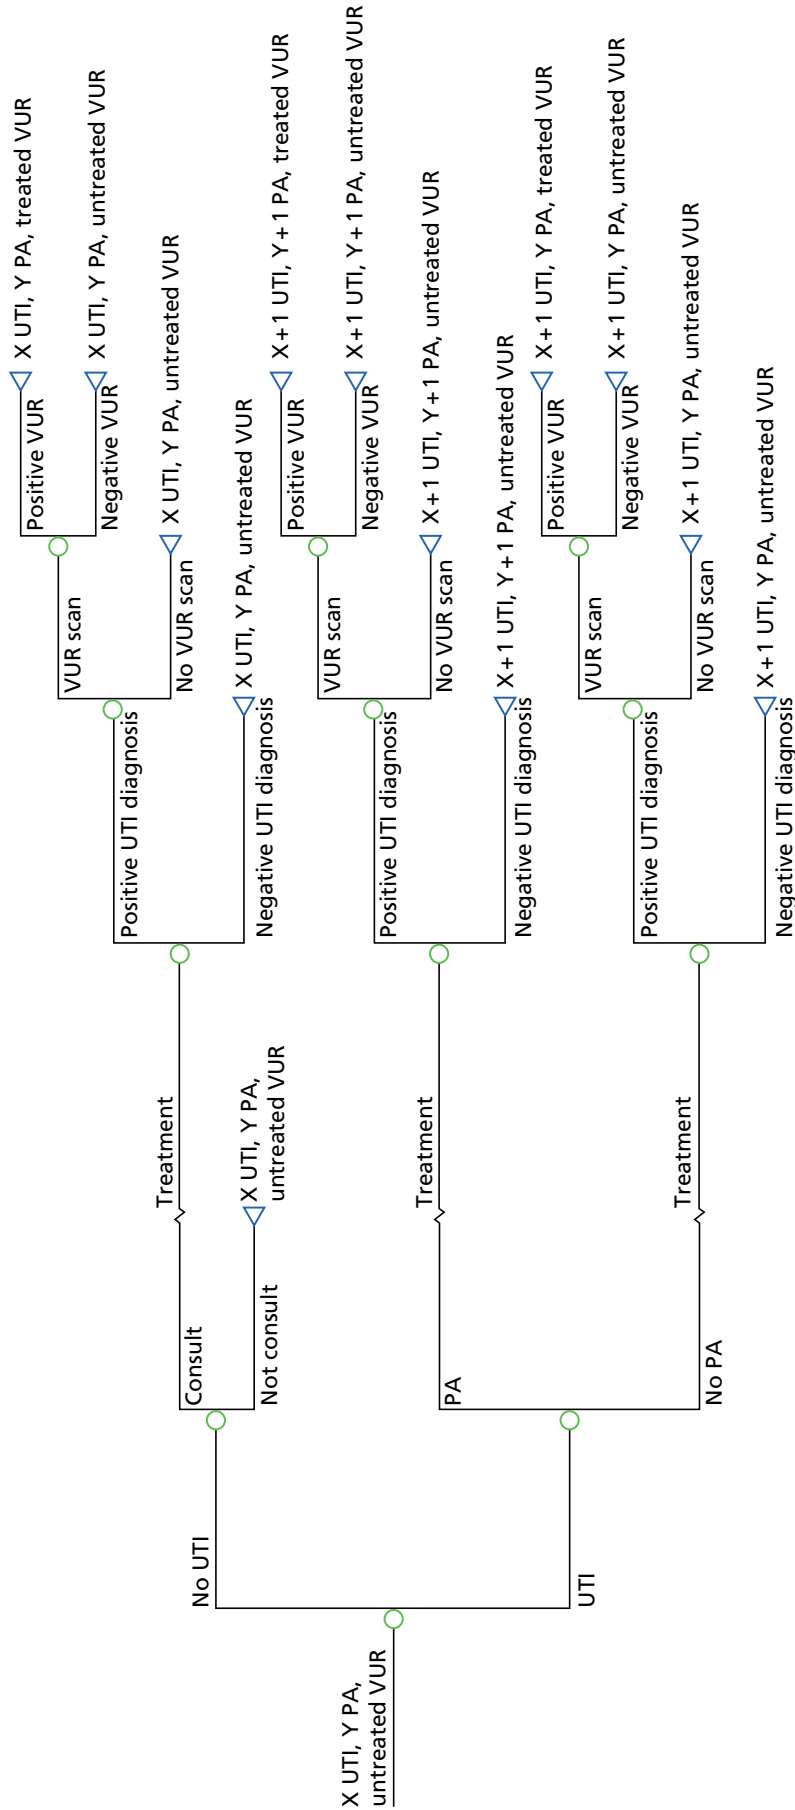 X UTI, Y PA,
untreated VUR
No UTI
UTI
Consult
Not consult
X UTI, Y PA,
untreated VUR
PA
No PA
Treatment
Treatment
Treatment
Positive UTI diagnosis
Negative UTI diagnosis
X UTI, Y PA, untreated VUR
VUR scan
No VUR scan
X UTI, Y PA, untreated VUR
Positive VUR
X UTI, Y PA, treated VUR
Negative VUR
X UTI, Y PA, untreated VUR
Positive UTI diagnosis
Negative UTI diagnosis
X + 1 UTI, Y + 1 PA, untreated VUR
VUR scan
No VUR scan
X + 1 UTI, Y + 1 PA, untreated VUR
Positive VUR
X + 1 UTI, Y + 1 PA, treated VUR
Negative VUR
X + 1 UTI, Y + 1 PA, untreated VUR
Positive UTI diagnosis
Negative UTI diagnosis
X + 1 UTI, Y PA, untreated VUR
VUR scan
No VUR scan
X + 1 UTI, Y PA, untreated VUR
Positive VUR
X + 1 UTI, Y PA, treated VUR
Negative VUR
X + 1 UTI, Y PA, untreated VUR